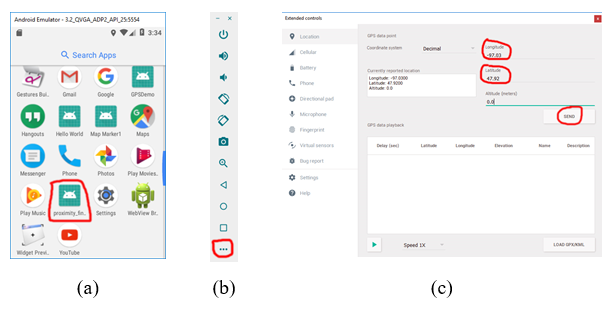 Android Emulator - 3.2_QVGA_ADP2_API_25:5554
3:34
Search Apps
Gestures Bui..
Gmail
Google
GPSDemo
Hangouts
Hello World
Map Marker1
Maps
Messenger
Phone
Photos
Play Movies..
Play Music
proximity_fin..
Settings
WebView Br..
Widget Previ..
YouTube
(a)
(b)
Extended controls
Location
Cellular
Battery
Phone
Directional pad
Microphone
Fingerprint
Virtual sensors
Bug report
Settings
Help
GPS data point
Coordinate system
Decimal
Longitude
-97.03
Latitude
47.92
Currently reported location
Longitude: -97.0300
Latitude: 47.9200
Altitude: 0.0
Altitude (meters)
0.0
SEND
GPS data playback
Delay (sec)
Latitude
Longitude
Elevation
Name
Description
Speed 1X
LOAD GPX/KML
(c)